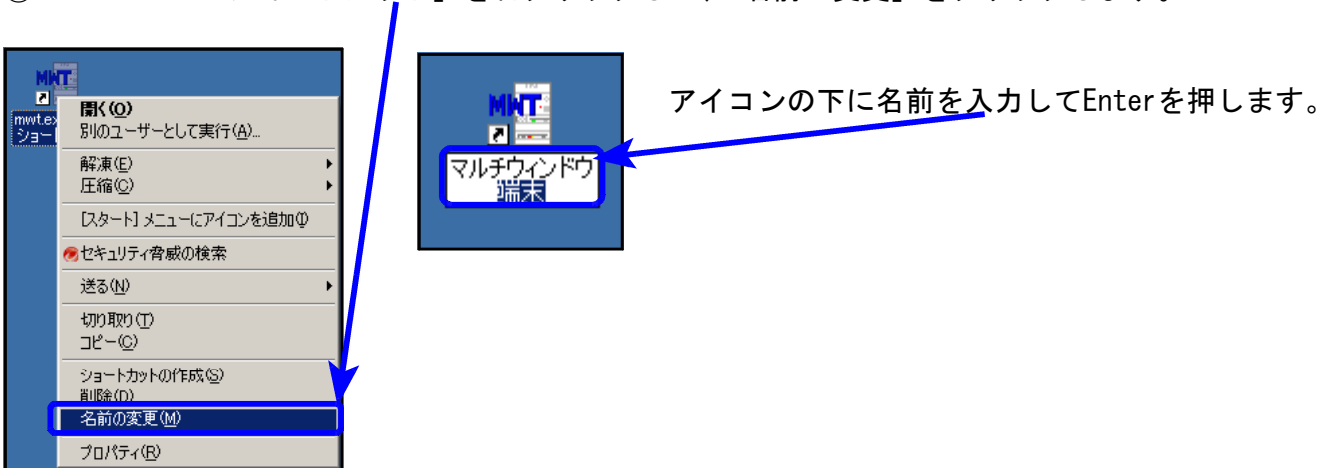 MWT
mwt.ex
ショー
開く(O)
別のユーザーとして実行(A)...
解凍(E)
圧縮(C)
[スタート] メニューにアイコンを追加(I)
セキュリティ脅威の検索
送る(N)
切り取り(T)
コピー(C)
ショートカットの作成(S)
削除(D)
名前の変更(M)
プロパティ(R)
MWT
マルチウィンドウ
端末
アイコンの下に名前を入力してEnterを押します。